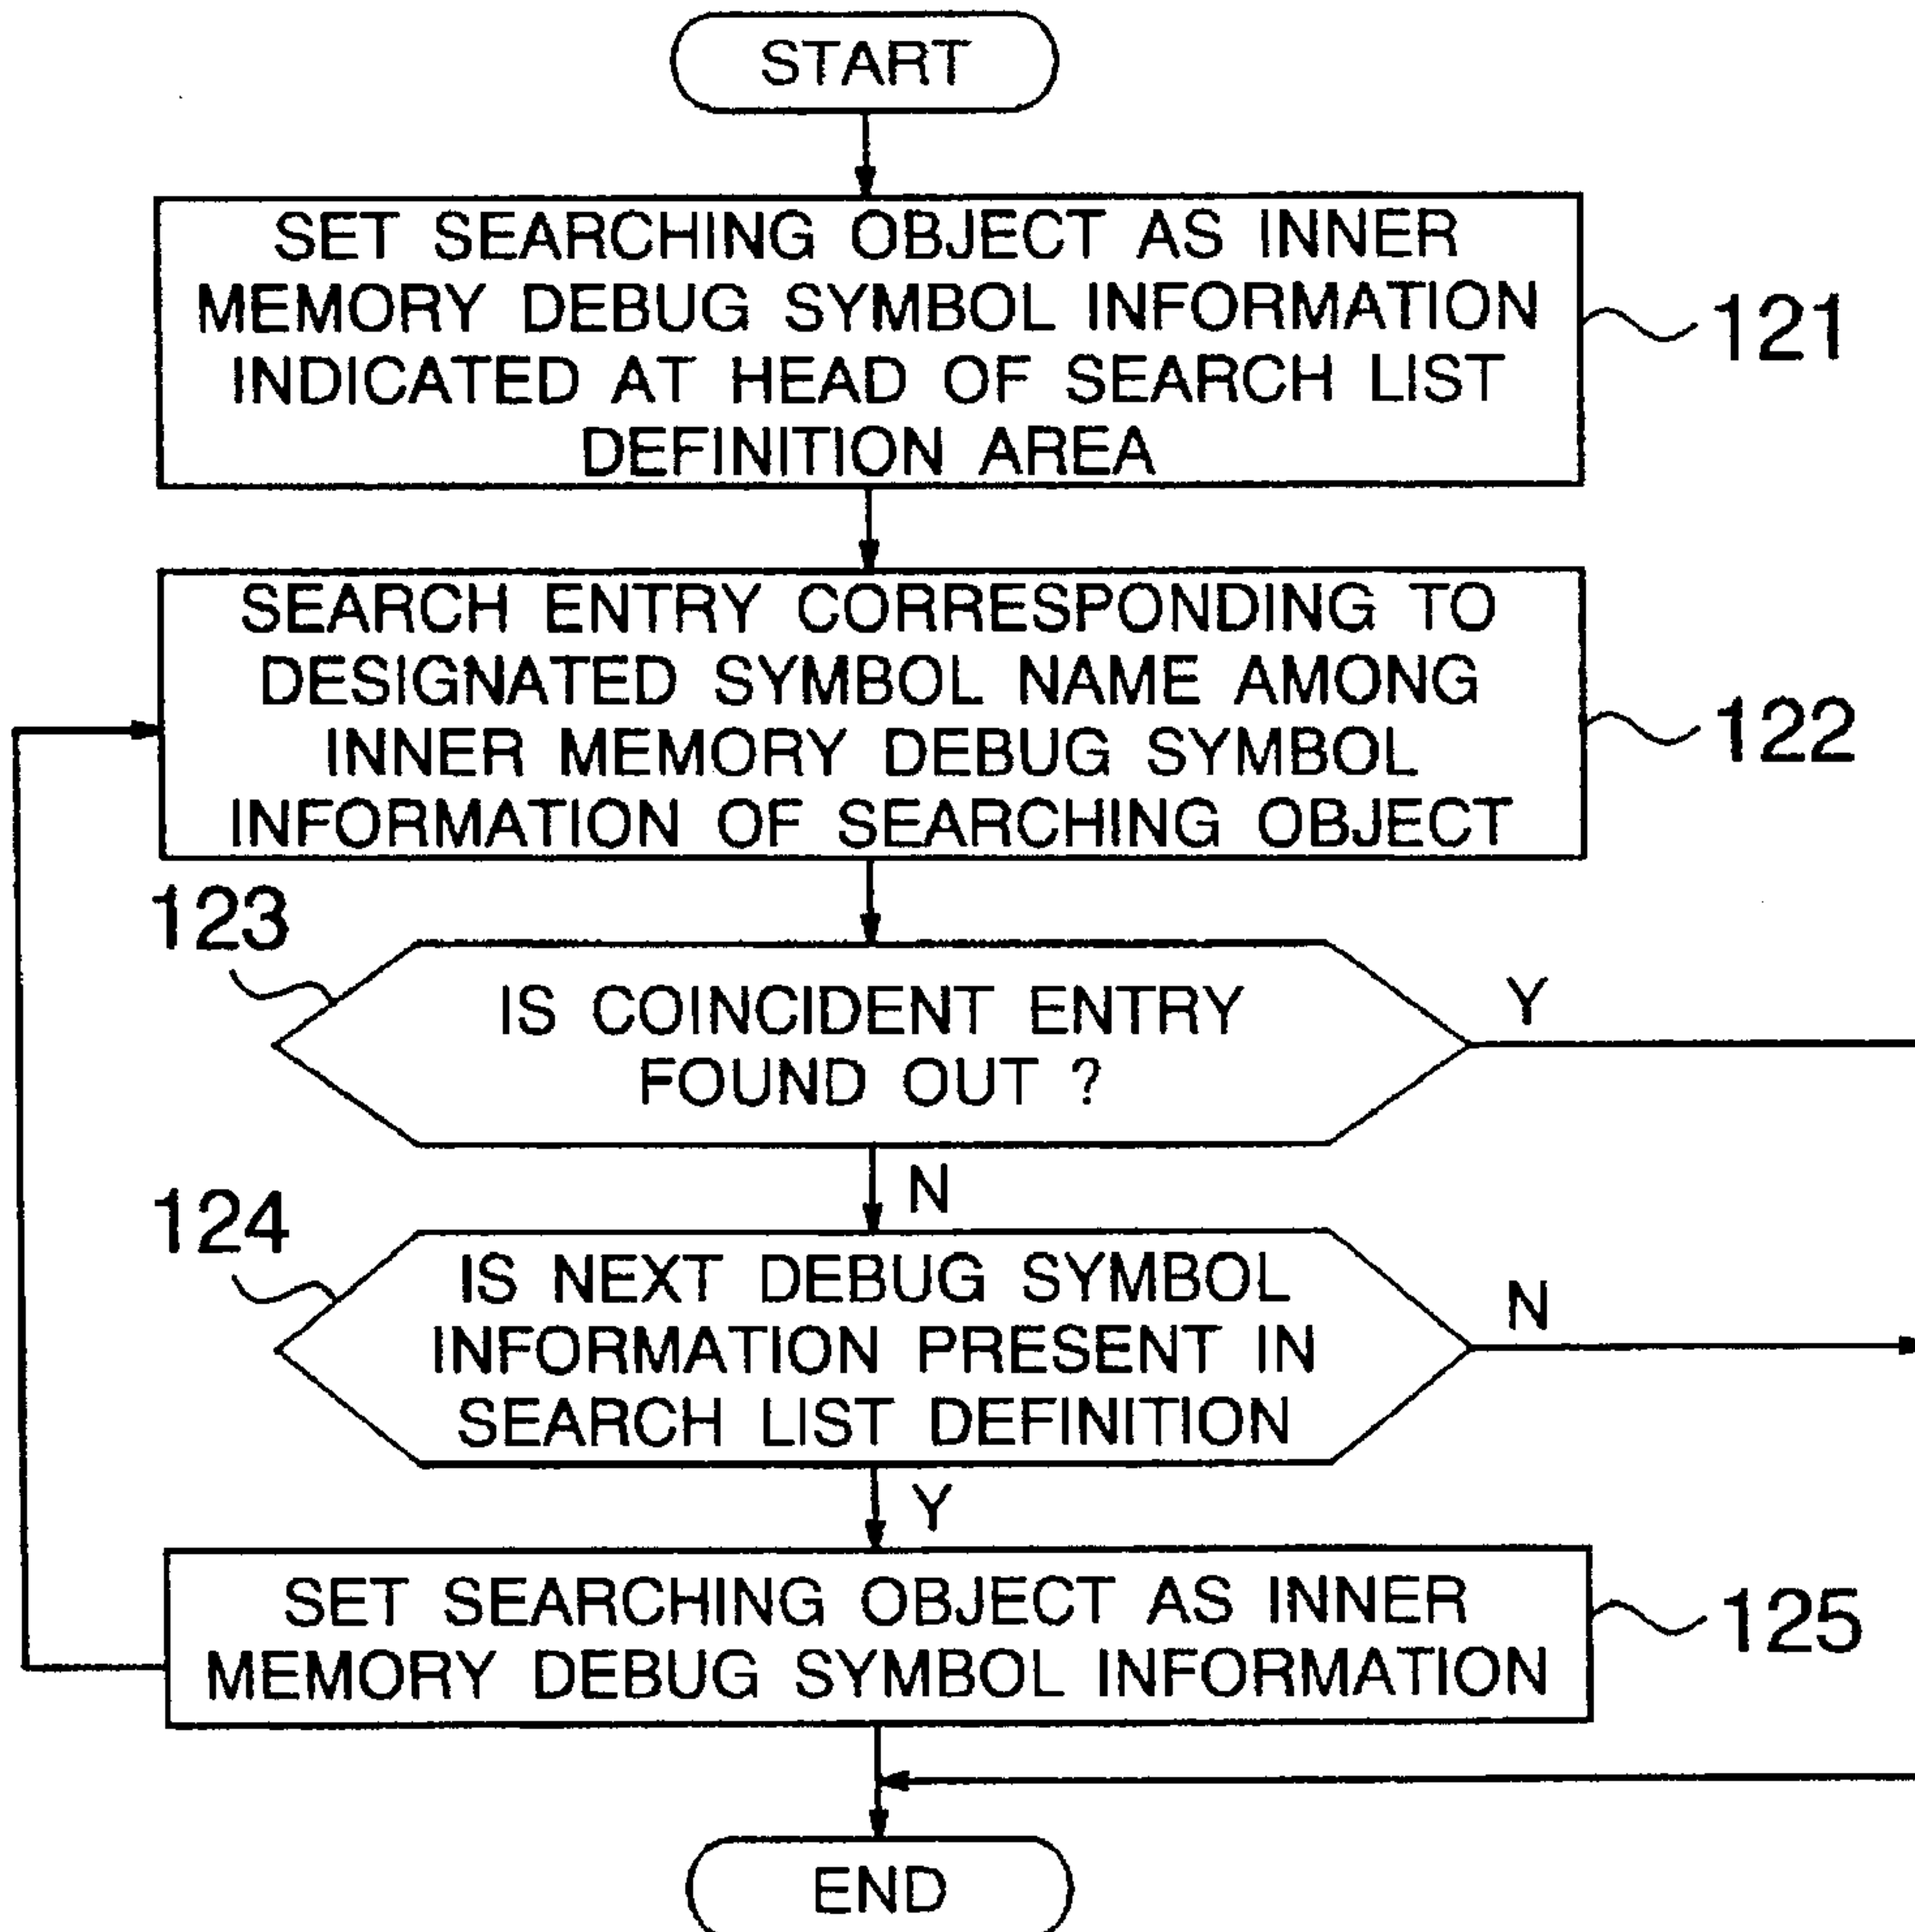 START
SET SEARCHING OBJECT AS INNER
MEMORY DEBUG SYMBOL INFORMATION
INDICATED AT HEAD OF SEARCH LIST
DEFINITION AREA
121
SEARCH ENTRY CORRESPONDING TO
DESIGNATED SYMBOL NAME AMONG
INNER MEMORY DEBUG SYMBOL
INFORMATION OF SEARCHING OBJECT
122
123
IS COINCIDENT ENTRY
FOUND OUT ?
Y
N
124
IS NEXT DEBUG SYMBOL
INFORMATION PRESENT IN
SEARCH LIST DEFINITION
N
Y
SET SEARCHING OBJECT AS INNER
MEMORY DEBUG SYMBOL INFORMATION
125
END